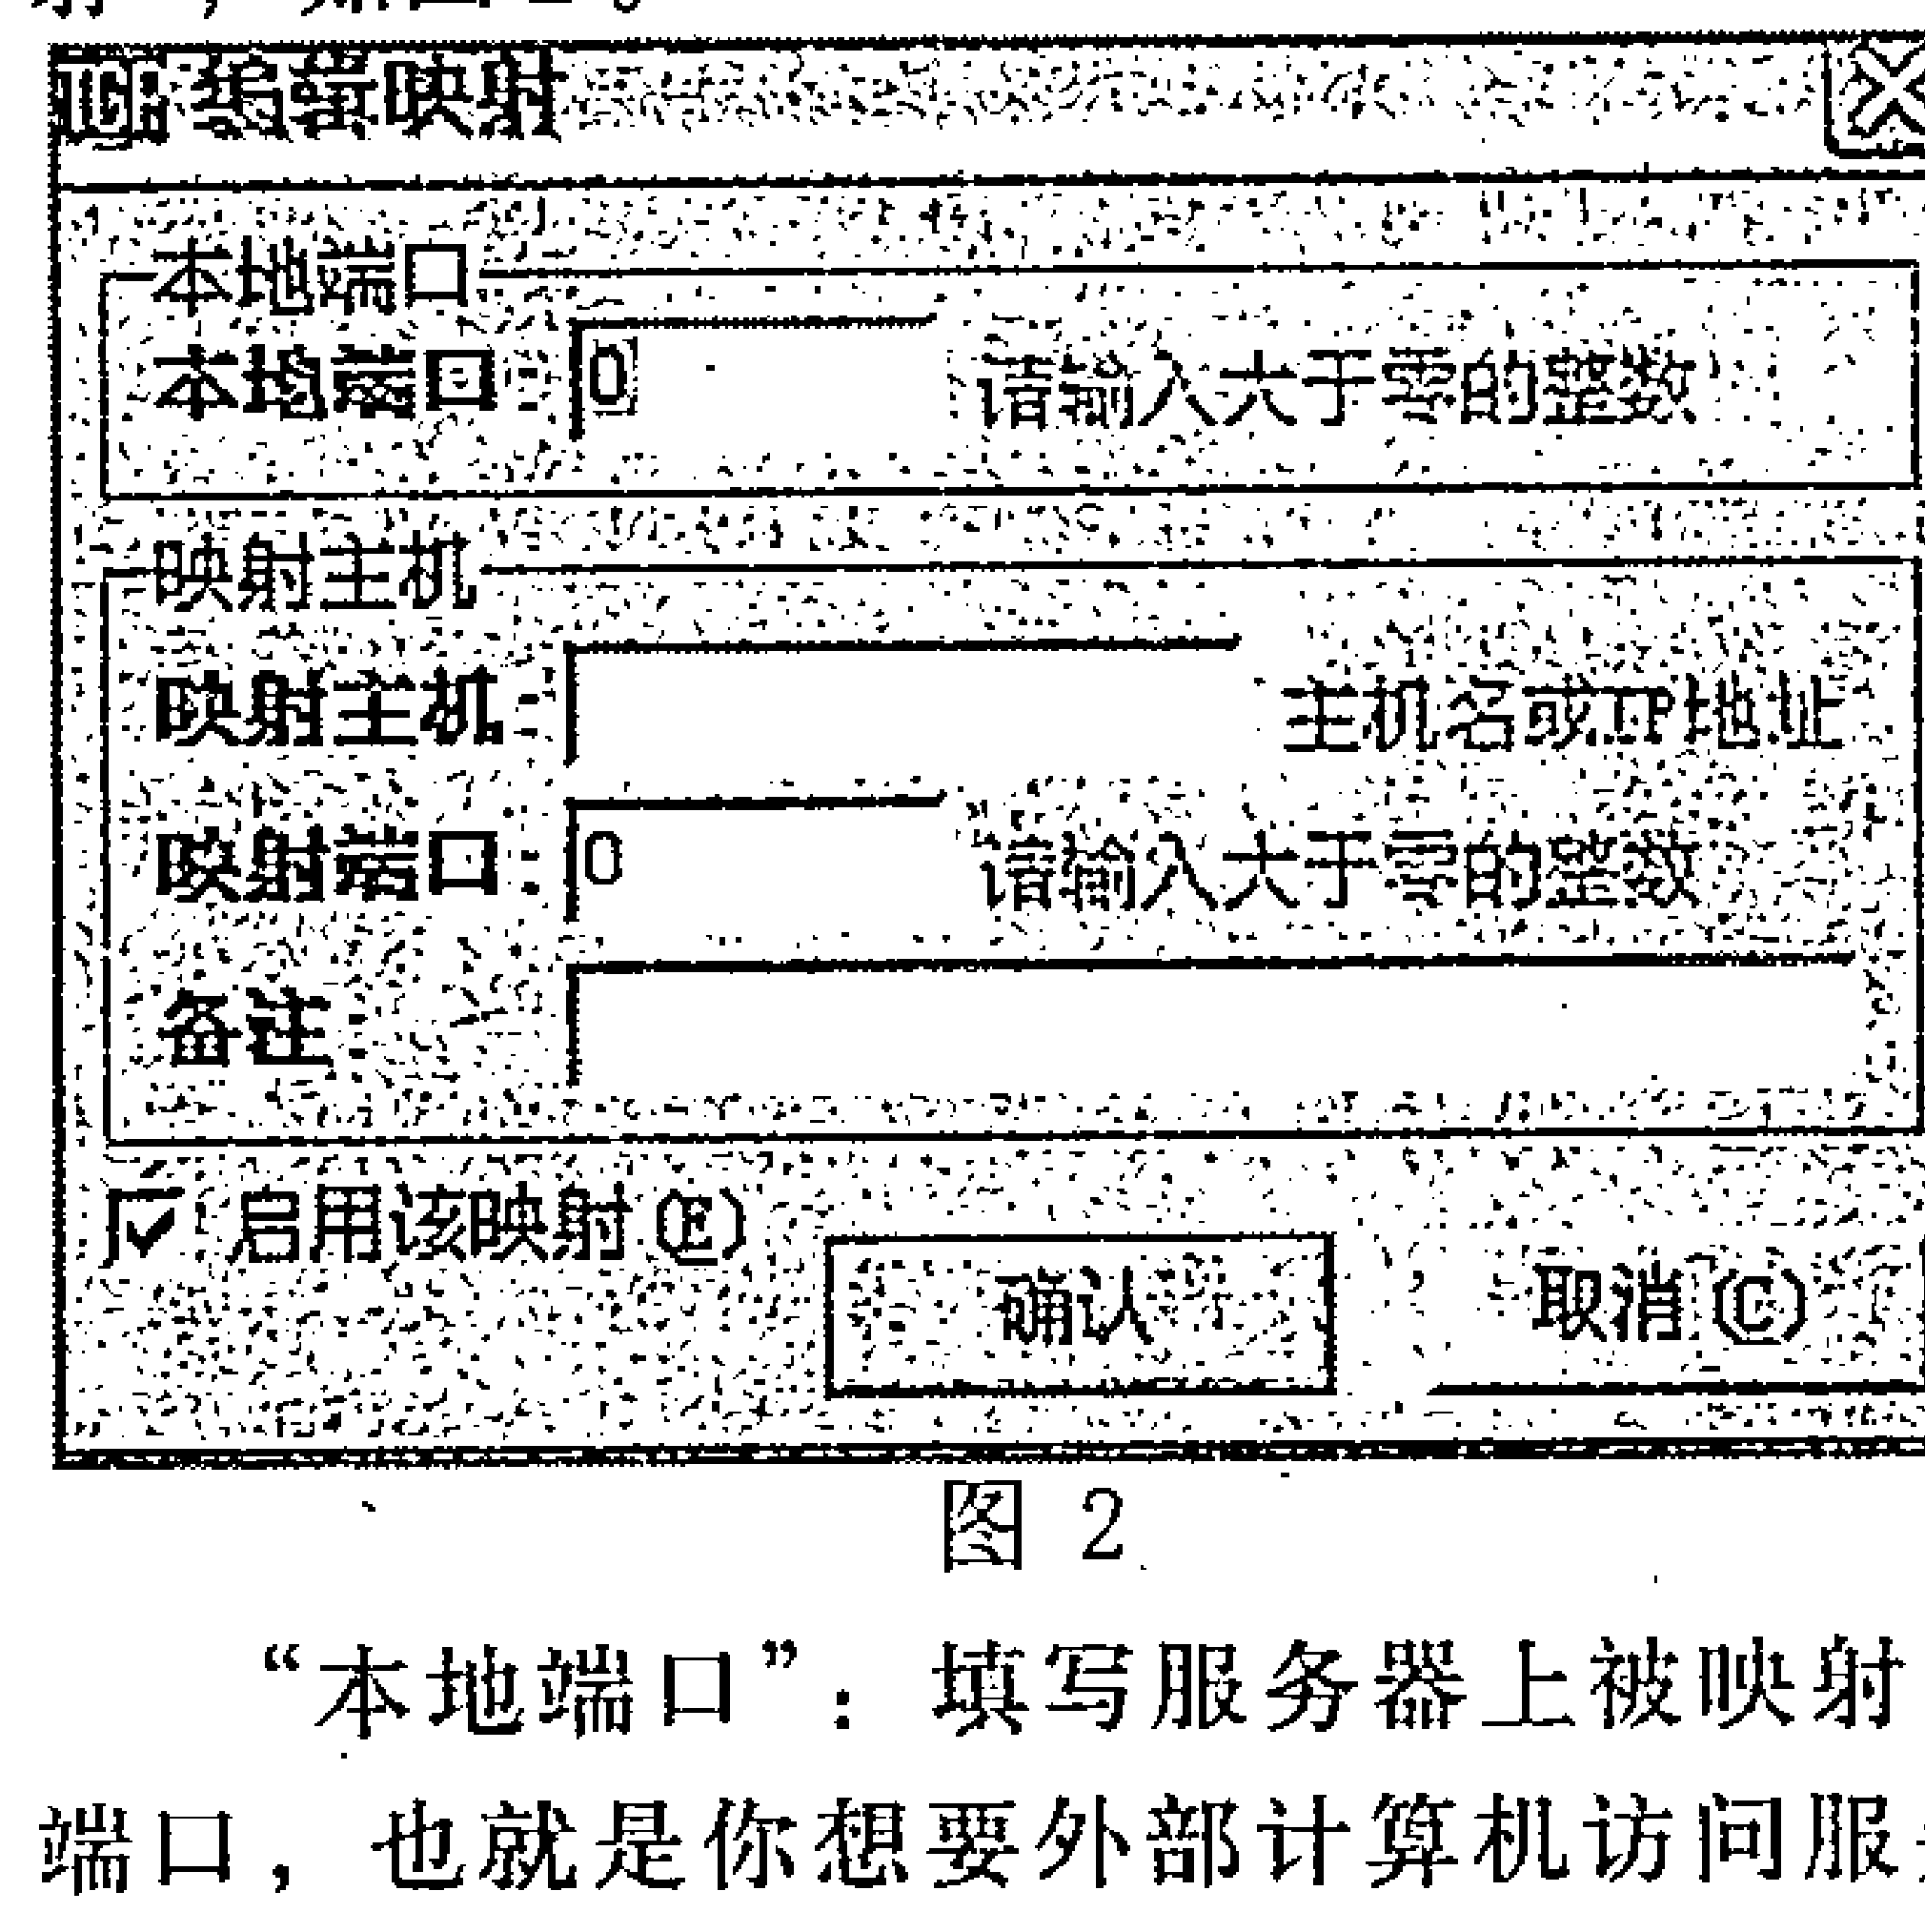 编辑映射
本地端口
本地端口 0 请输入大于零的整数
映射主机
映射主机: 主机名或IP地址
映射端口: 0 请输入大于零的整数
备注:
启用该映射(E)
确认 取消(C)
图 2
“本地端口”:填写服务器上被映射
端口,也就是你想要外部计算机访问服